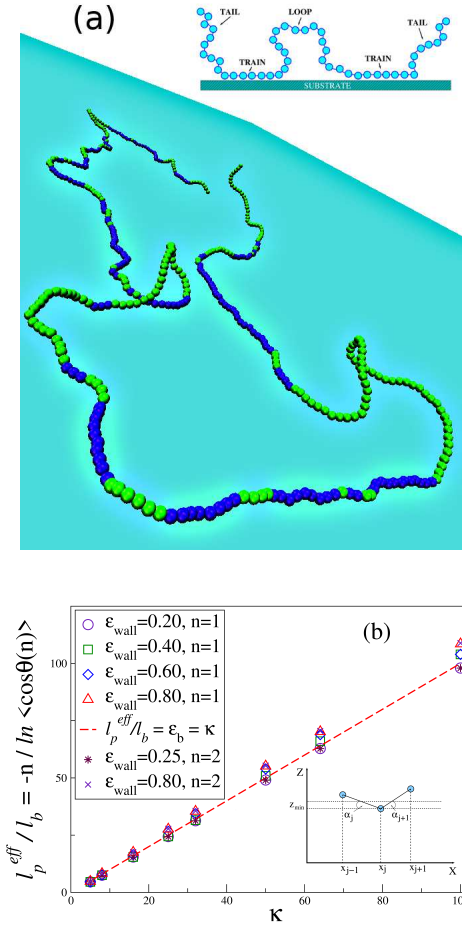 (a)
TAIL
LOOP
TAIL
TRAIN
TRAIN
SUBSTRATE
l_p^eff/l_b = -n / ln <cosθ(n)>
100
50
0
0
20
40
60
80
100
κ
ε_wall=0.20, n=1
ε_wall=0.40, n=1
ε_wall=0.60, n=1
ε_wall=0.80, n=1
l_p^eff/l_b = ε_b = κ
ε_wall=0.25, n=2
ε_wall=0.80, n=2
(b)
Z
z_min
α_j
α_j+1
x_j-1
x_j
x_j+1
X